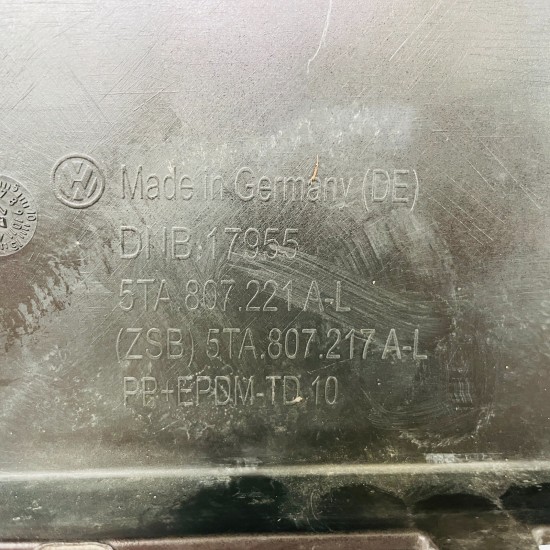 Made in Germany (DE)
DNB 17955
5TA.807.221 A-L
(ZSB) 5TA.807.217 A-L
PP+EPDM-TD 10